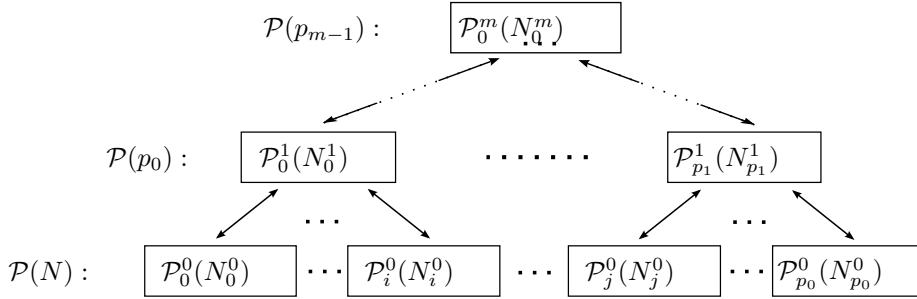 𝒫(p_{m−1}) : 𝒫_0^m(N_0^m) ...
𝒫(p_0) : 𝒫_0^1(N_0^1) ....... 𝒫_{p_1}^1(N_{p_1}^1)
... ...
𝒫(N) : 𝒫_0^0(N_0^0) ... 𝒫_i^0(N_i^0) ... 𝒫_j^0(N_j^0) ... 𝒫_{p_0}^0(N_{p_0}^0)